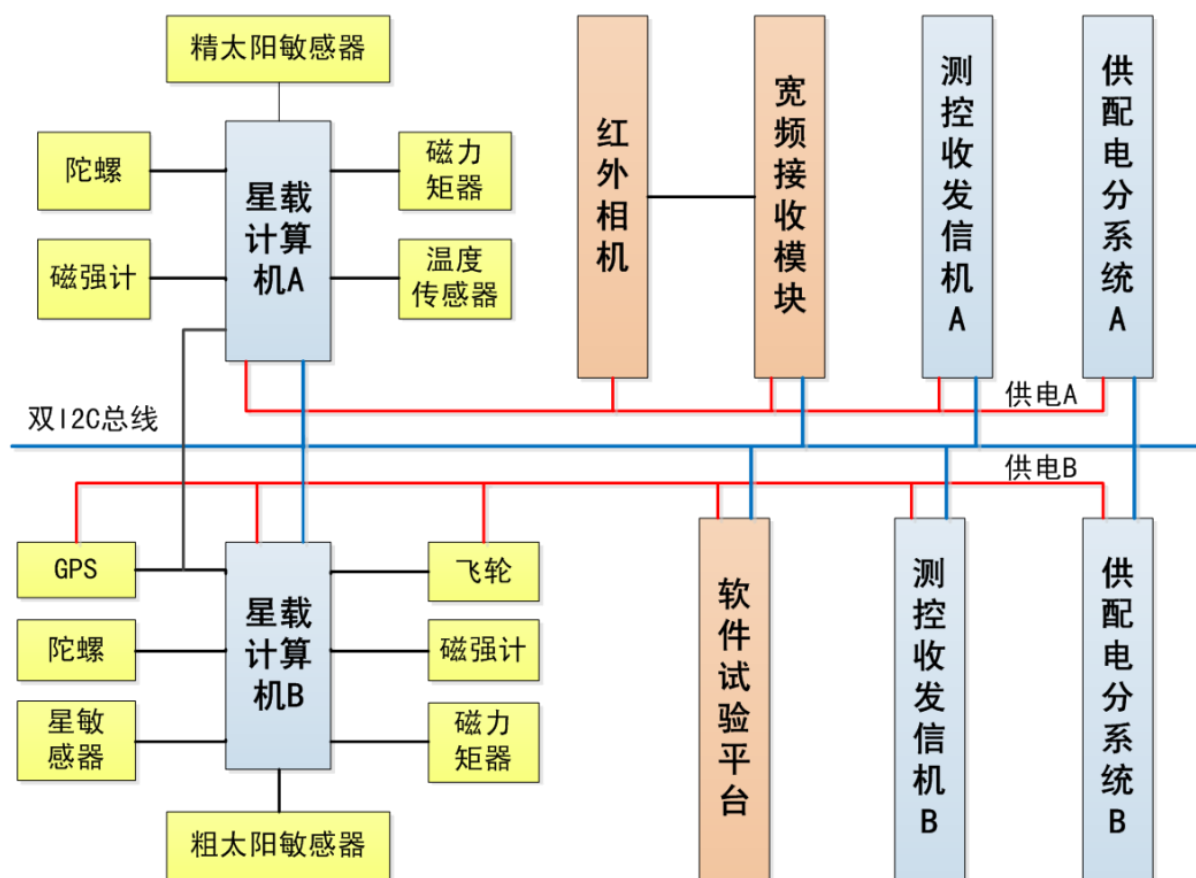 精太阳敏感器
陀螺
磁强计
星载
计算
机A
磁力
矩器
温度
传感器
红外相机
宽频接收模块
测控收发信机A
供配电分系统A
供电A
双I2C总线
供电B
GPS
陀螺
星敏
感器
星载
计算
机B
飞轮
磁强计
磁力
矩器
粗太阳敏感器
软件试验平台
测控收发信机B
供配电分系统B